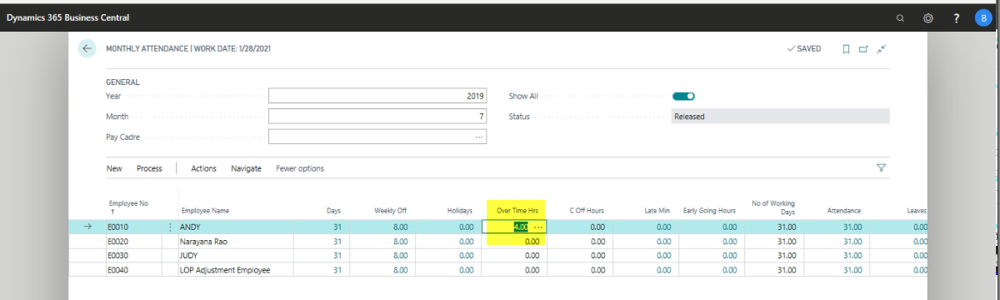 Dynamics 365 Business Central
?
B
MONTHLY ATTENDANCE | WORK DATE: 1/28/2021
SAVED
GENERAL
Year 2019 Show All
Month 7 Status Released
Pay Cadre ...
New Process Actions Navigate Fewer options
Employee No ↑ Employee Name Days Weekly Off Holidays Over Time Hrs C Off Hours Late Min Early Going Hours No of Working Days Attendance Leaves
→ E0010 ANDY 31 8.00 0.00 4.00 ... 0.00 0.00 0.00 31.00 31.00 0.00
E0020 Narayana Rao 31 8.00 0.00 0.00 0.00 0.00 0.00 31.00 31.00 0.00
E0030 JUDY 31 8.00 0.00 0.00 0.00 0.00 0.00 31.00 31.00 0.00
E0040 LOP Adjustment Employee 31 8.00 0.00 0.00 0.00 0.00 0.00 31.00 31.00 0.00